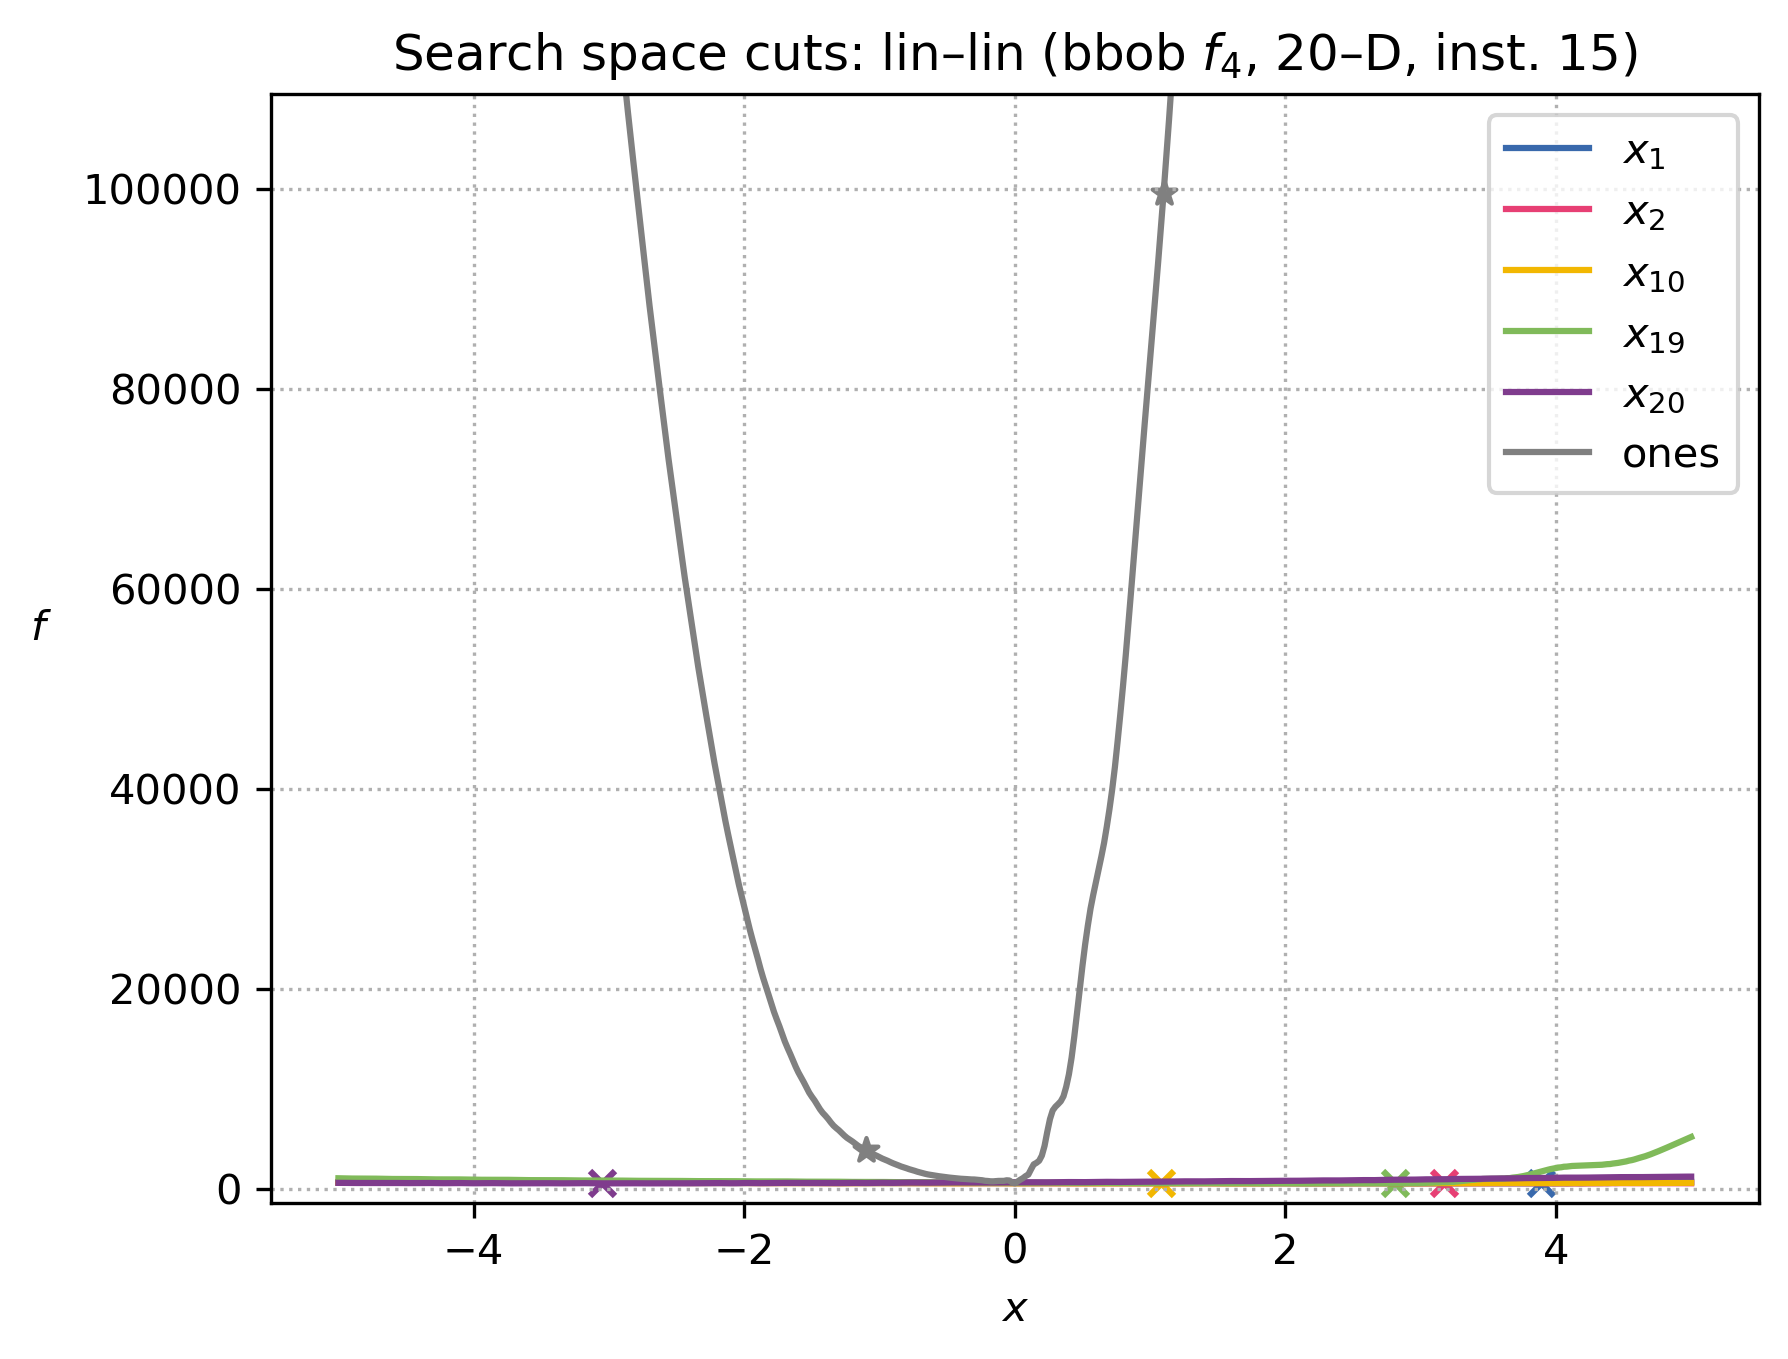 Search space cuts: lin–lin (bbob f₄, 20–D, inst. 15)
f
100000
80000
60000
40000
20000
0
−4
−2
0
2
4
x
x₁
x₂
x₁₀
x₁₉
x₂₀
ones